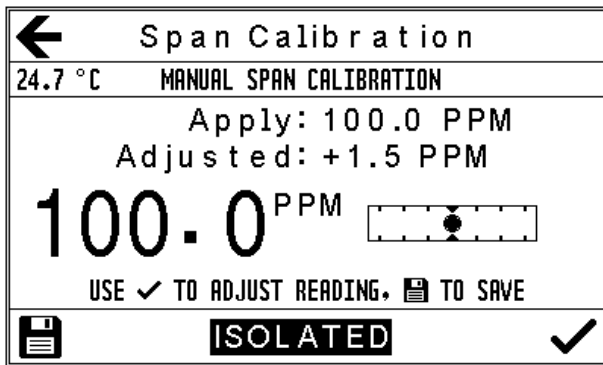 Span Calibration
24.7 °C MANUAL SPAN CALIBRATION
Apply: 100.0 PPM
Adjusted: +1.5 PPM
100.0 PPM
USE ✓ TO ADJUST READING, 💾 TO SAVE
ISOLATED